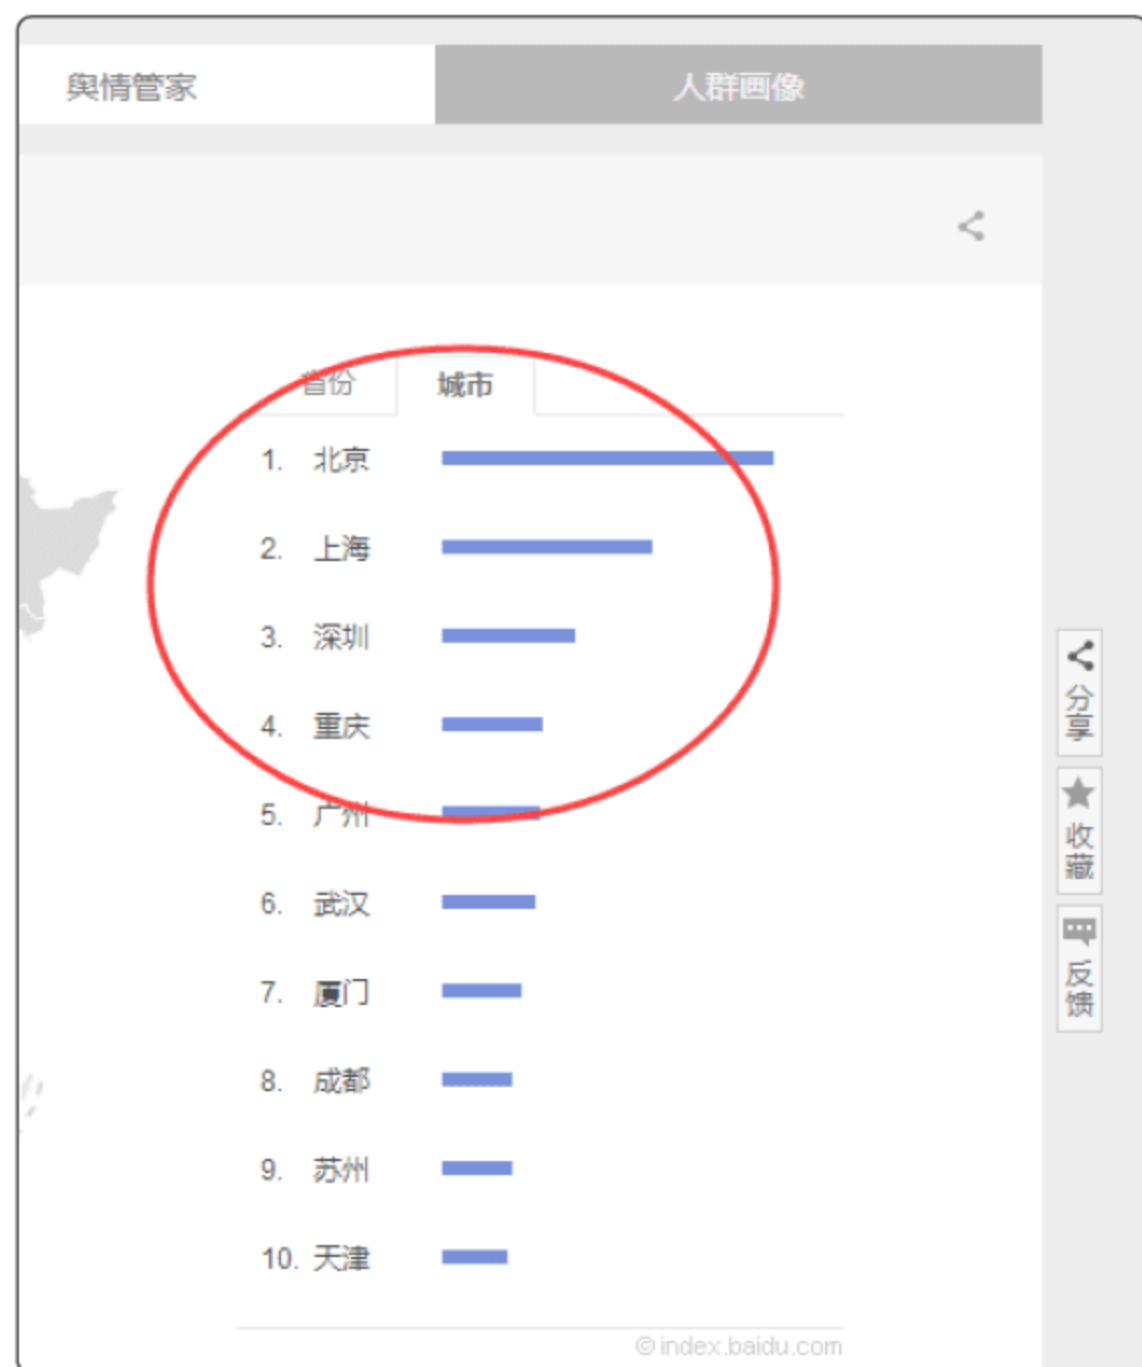 舆情管家 人群画像
省份 城市
1. 北京
2. 上海
3. 深圳
4. 重庆
5. 广州
6. 武汉
7. 厦门
8. 成都
9. 苏州
10. 天津
分享
收藏
反馈
©index.baidu.com